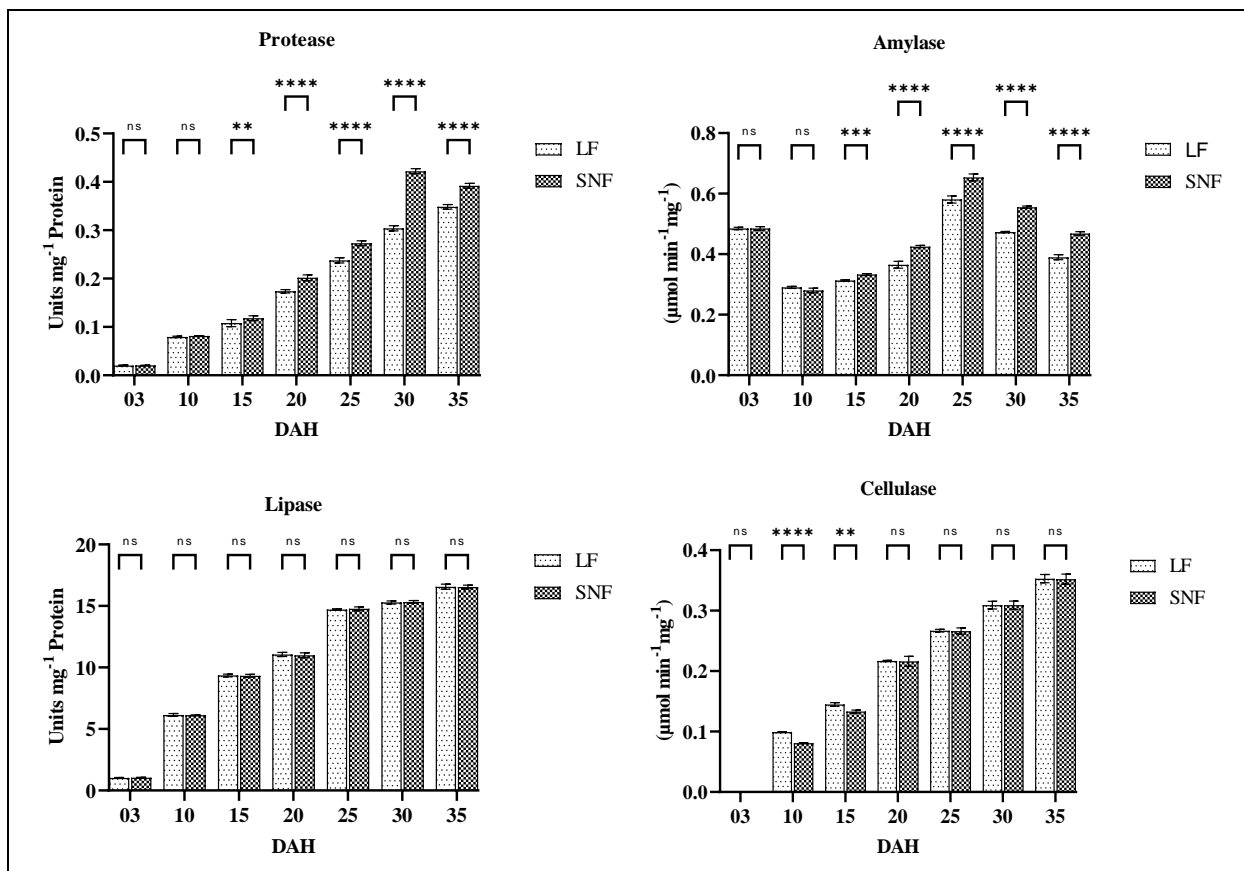 Protease
ns ns ** **** **** **** ****
Units mg-1 Protein
0.5
0.4
0.3
0.2
0.1
0.0
03 10 15 20 25 30 35
DAH
LF
SNF
Amylase
ns ns *** **** **** **** ****
(μmol min-1mg-1)
0.8
0.6
0.4
0.2
0.0
03 10 15 20 25 30 35
DAH
LF
SNF
Lipase
ns ns ns ns ns ns ns
Units mg-1 Protein
20
15
10
5
0
03 10 15 20 25 30 35
DAH
LF
SNF
Cellulase
ns **** ** ns ns ns ns
(μmol min-1mg-1)
0.4
0.3
0.2
0.1
0.0
03 10 15 20 25 30 35
DAH
LF
SNF